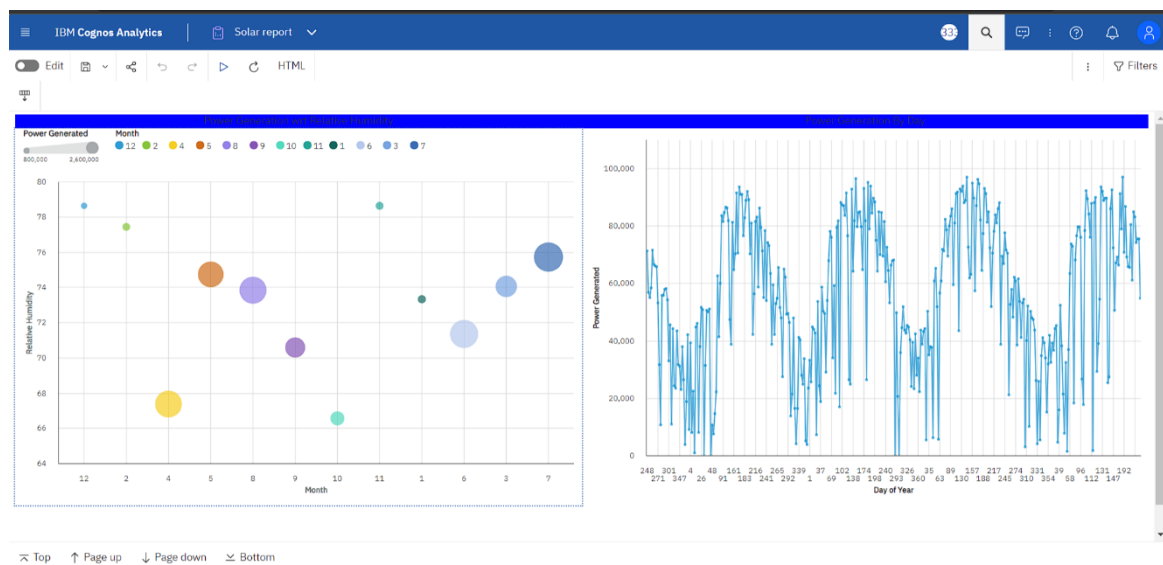 IBM Cognos Analytics
Solar report
Edit
HTML
Filters
Power Generation wrt Relative Humidity
Power Generation By Day
Power Generated
800,000 2,600,000
Month
12 2 4 5 8 9 10 11 1 6 3 7
80
78
76
74
72
70
68
66
64
Relative Humidity
12 2 4 5 8 9 10 11 1 6 3 7
Month
100,000
80,000
60,000
40,000
20,000
0
Power Generated
248 301 4 48 161 216 265 339 37 102 174 240 326 35 89 157 217 274 331 39 96 131 192
271 347 26 91 183 241 292 1 69 138 198 293 360 63 130 188 245 310 354 58 112 147
Day of Year
Top Page up Page down Bottom